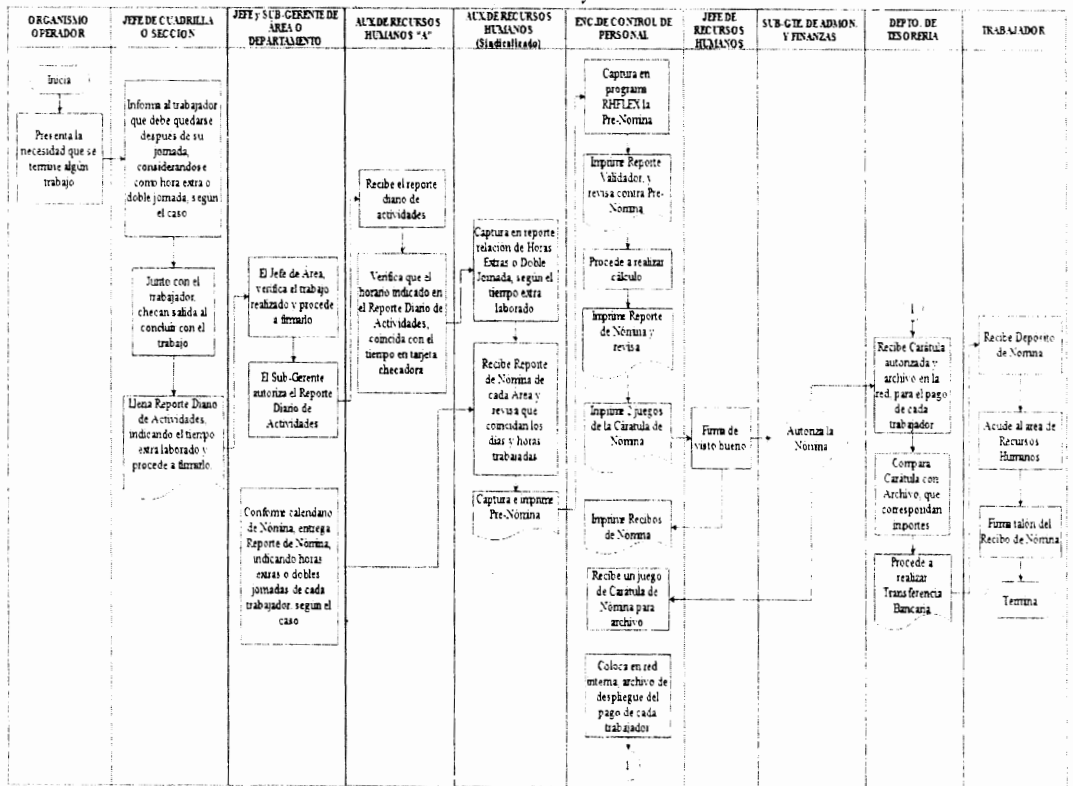 ORGANISMO
OPERADOR
JEFE DE CUADRILLA
O SECCION
JEFE y SUB-GERENTE DE
ÁREA O
DEPARTAMENTO
AUX.DE RECURSOS
HUMANOS "A"
AUX.DE RECURSOS
HUMANOS
(Sindicalizado)
ENC.DE CONTROL DE
PERSONAL
JEFE DE
RECURSOS
HUMANOS
SUB-GTE. DE ADMON.
Y FINANZAS
DEPTO. DE
TESORERIA
TRABAJADOR
Inicia
Presenta la
necesidad que se
termine algún
trabajo
Informa al trabajador
que debe quedarse
despues de su
jornada,
considerandose
como hora extra o
doble jornada, segun
el caso
Junto con el
trabajador,
checan salida al
concluir con el
trabajo
Llena Reporte Diario
de Actividades,
indicando el tiempo
extra laborado y
procede a firmarlo.
El Jefe de Área,
verifica el trabajo
realizado y procede
a firmarlo
El Sub-Gerente
autoriza el Reporte
Diario de
Actividades
Conforme calendario
de Nómina, entrega
Reporte de Nómina,
indicando horas
extras o dobles
jornadas de cada
trabajador, segun el
caso
Recibe el reporte
diario de
actividades
Verifica que el
horario indicado en
el Reporte Diario de
Actividades,
coincida con el
tiempo en tarjeta
checadora
Captura en reporte
relación de Horas
Extras o Doble
Jornada, según el
tiempo extra
laborado
Recibe Reporte
de Nómina de
cada Area y
revisa que
coincidan los
dias y horas
trabajadas
Captura e imprime
Pre-Nómina
Captura en
programa
RHFLEX la
Pre-Nomina
Imprime Reporte
Validador, y
revisa contra Pre-
Nómina
Procede a realizar
cálculo
Imprime Reporte
de Nómina y
revisa
Imprime 2 juegos
de la Cáratula de
Nomina
Imprime Recibos
de Nomina
Recibe un juego
de Carátula de
Nómina para
archivo
Coloca en red
interna, archivo de
despliegue del
pago de cada
trabajador
1
Firma de
visto bueno
Autoriza la
Nómina
1
Recibe Carátula
autorizada y
archivo en la
red, para el pago
de cada
trabajador
Compara
Carátula con
Archivo, que
correspondan
importes
Procede a
realizar
Transferencia
Bancaria
Recibe Deposito
de Nomina
Acude al area de
Recursos
Humanos
Firma talón del
Recibo de Nómina
Termina